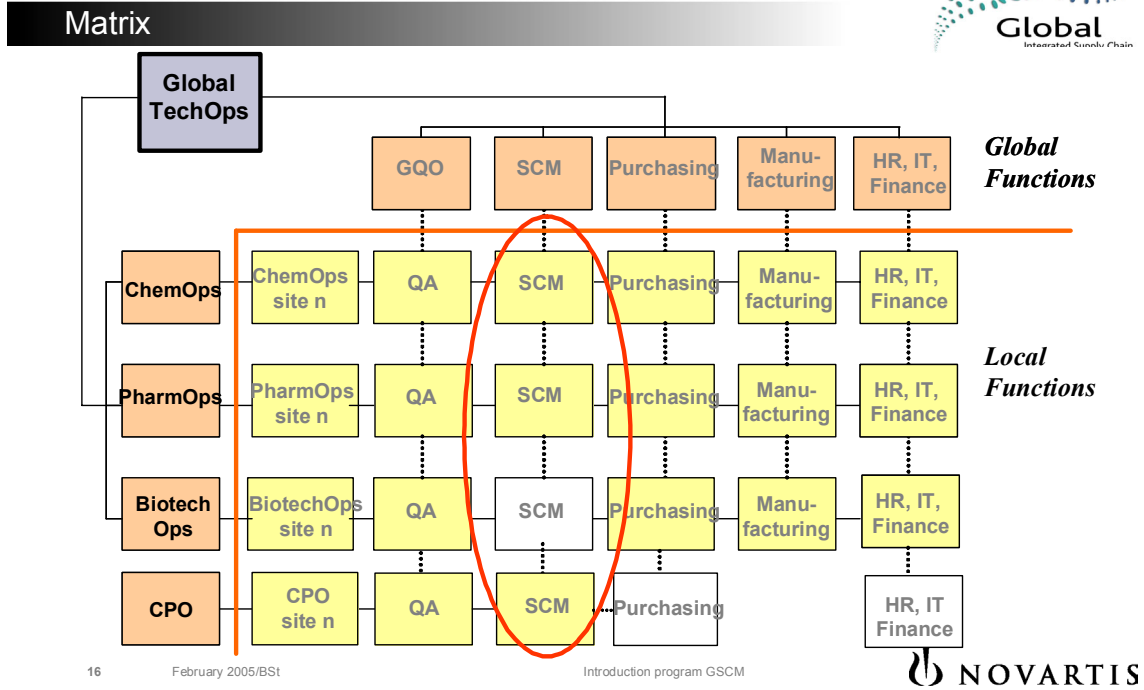 Matrix
Global
Integrated Supply Chain
Global
TechOps
GQO
SCM
Purchasing
Manu-
facturing
HR, IT,
Finance
Global
Functions
ChemOps
ChemOps
site n
QA
SCM
Purchasing
Manu-
facturing
HR, IT,
Finance
Local
Functions
PharmOps
PharmOps
site n
QA
SCM
Purchasing
Manu-
facturing
HR, IT,
Finance
Biotech
Ops
BiotechOps
site n
QA
SCM
Purchasing
Manu-
facturing
HR, IT,
Finance
CPO
CPO
site n
QA
SCM
Purchasing
HR, IT
Finance
16
February 2005/BSt
Introduction program GSCM
NOVARTIS